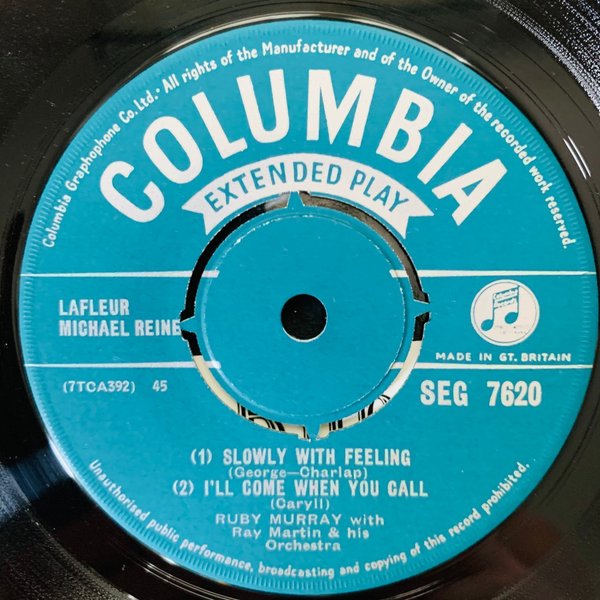 Columbia Graphophone Co. Ltd. · All rights of the Manufacturer and of the Owner of the recorded work reserved.
COLUMBIA
EXTENDED PLAY
LAFLEUR
MICHAEL REINE
MADE IN GT. BRITAIN
(7TCA392) 45
SEG 7620
(1) SLOWLY WITH FEELING
(George—Charlap)
(2) I'LL COME WHEN YOU CALL
(Caryll)
RUBY MURRAY with
Ray Martin & his
Orchestra
Unauthorised public performance, broadcasting and copying of this record prohibited.